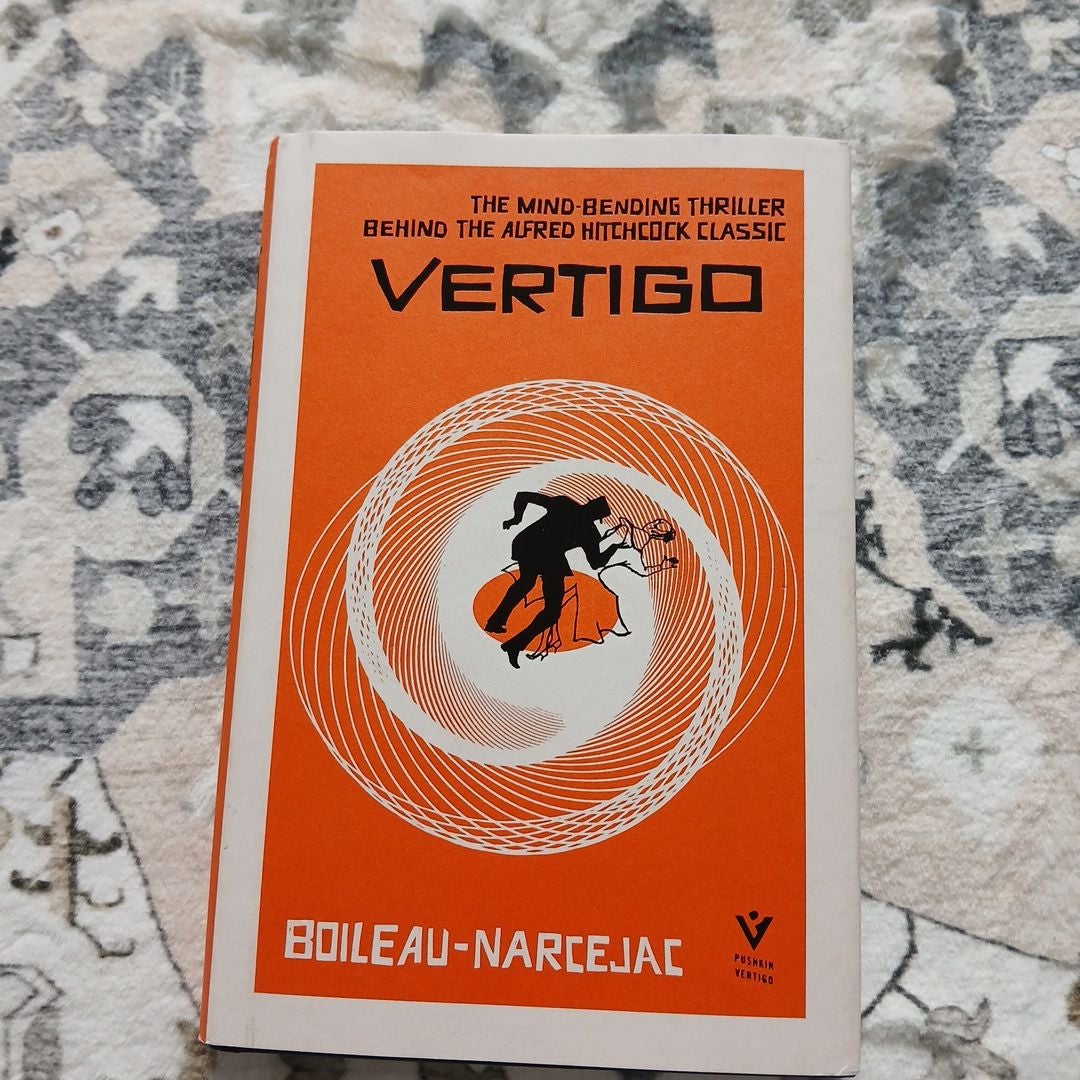 THE MIND-BENDING THRILLER
BEHIND THE ALFRED HITCHCOCK CLASSIC
VERTIGO
BOILEAU-NARCEJAC
PUSHKIN
VERTIGO